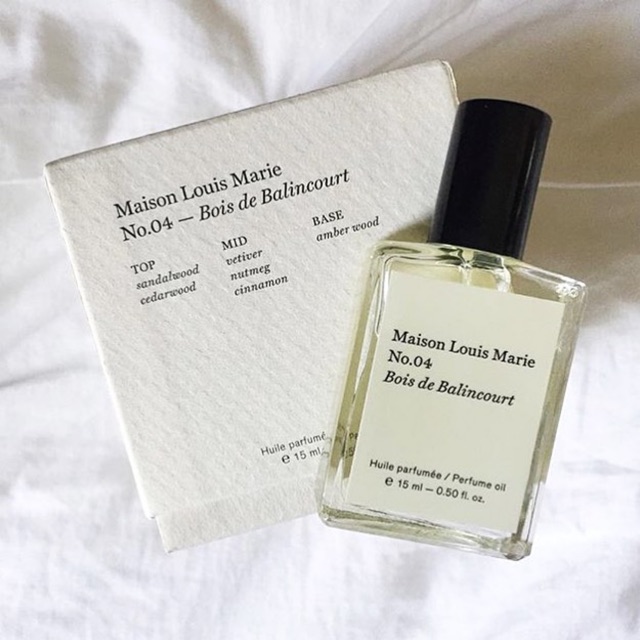 Maison Louis Marie
No.04 — Bois de Balincourt
TOP
sandalwood
cedarwood
MID
vetiver
nutmeg
cinnamon
BASE
amber wood
Huile parfumée
℮ 15 ml
Maison Louis Marie
No.04
Bois de Balincourt
Huile parfumée / Perfume oil
℮ 15 ml — 0.50 fl. oz.